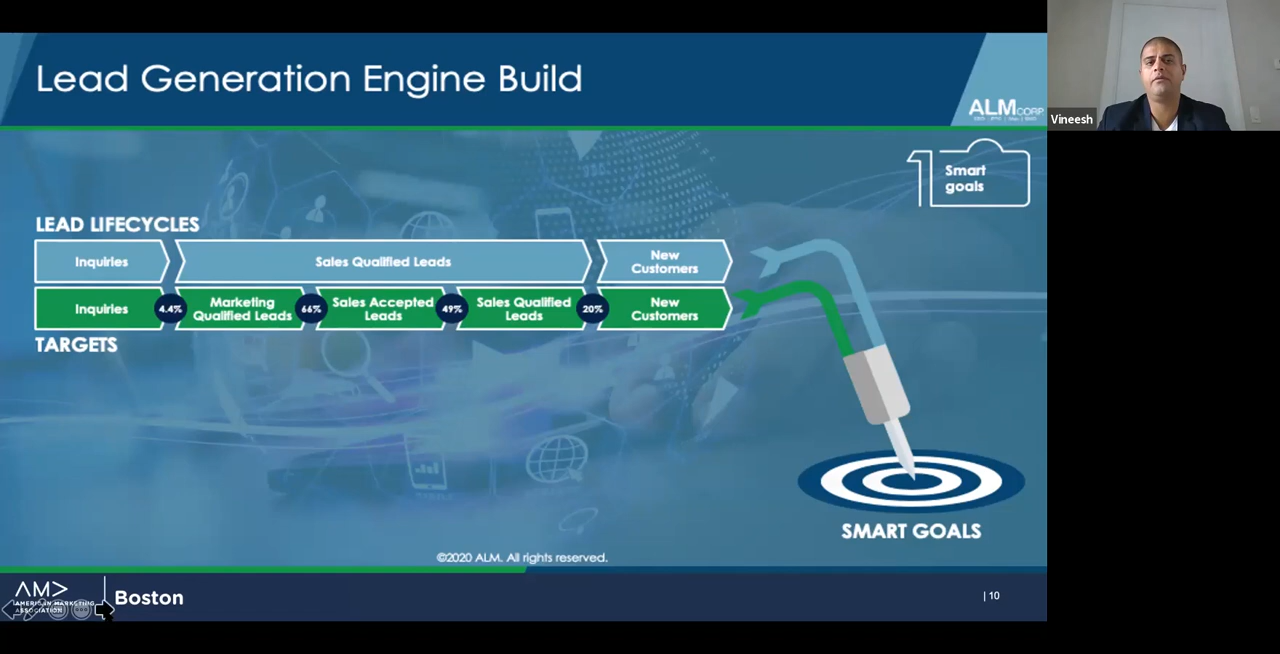 Lead Generation Engine Build
ALM CORP
Vineesh
1
Smart
goals
LEAD LIFECYCLES
Inquiries
Sales Qualified Leads
New
Customers
Inquiries
4.4%
Marketing
Qualified Leads
66%
Sales Accepted
Leads
49%
Sales Qualified
Leads
20%
New
Customers
TARGETS
SMART GOALS
©2020 ALM. All rights reserved.
AMA
AMERICAN MARKETING
ASSOCIATION
Boston
| 10